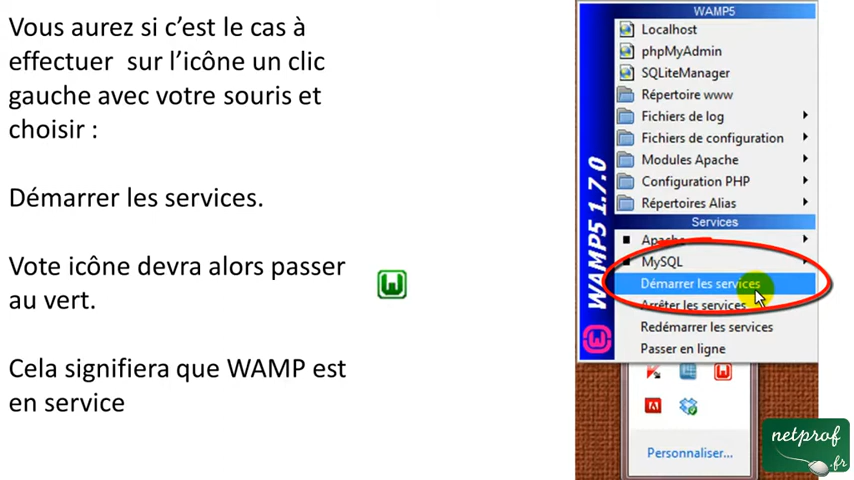 Vous aurez si c’est le cas à
effectuer sur l’icône un clic
gauche avec votre souris et
choisir :
Démarrer les services.
Vote icône devra alors passer
au vert.
Cela signifiera que WAMP est
en service
WAMP5
Localhost
phpMyAdmin
SQLiteManager
Répertoire www
Fichiers de log
Fichiers de configuration
Modules Apache
Configuration PHP
Répertoires Alias
Services
Apache
MySQL
Démarrer les services
Arrêter les services
Redémarrer les services
Passer en ligne
WAMP5 1.7.0
Personnaliser...
netprof
.fr